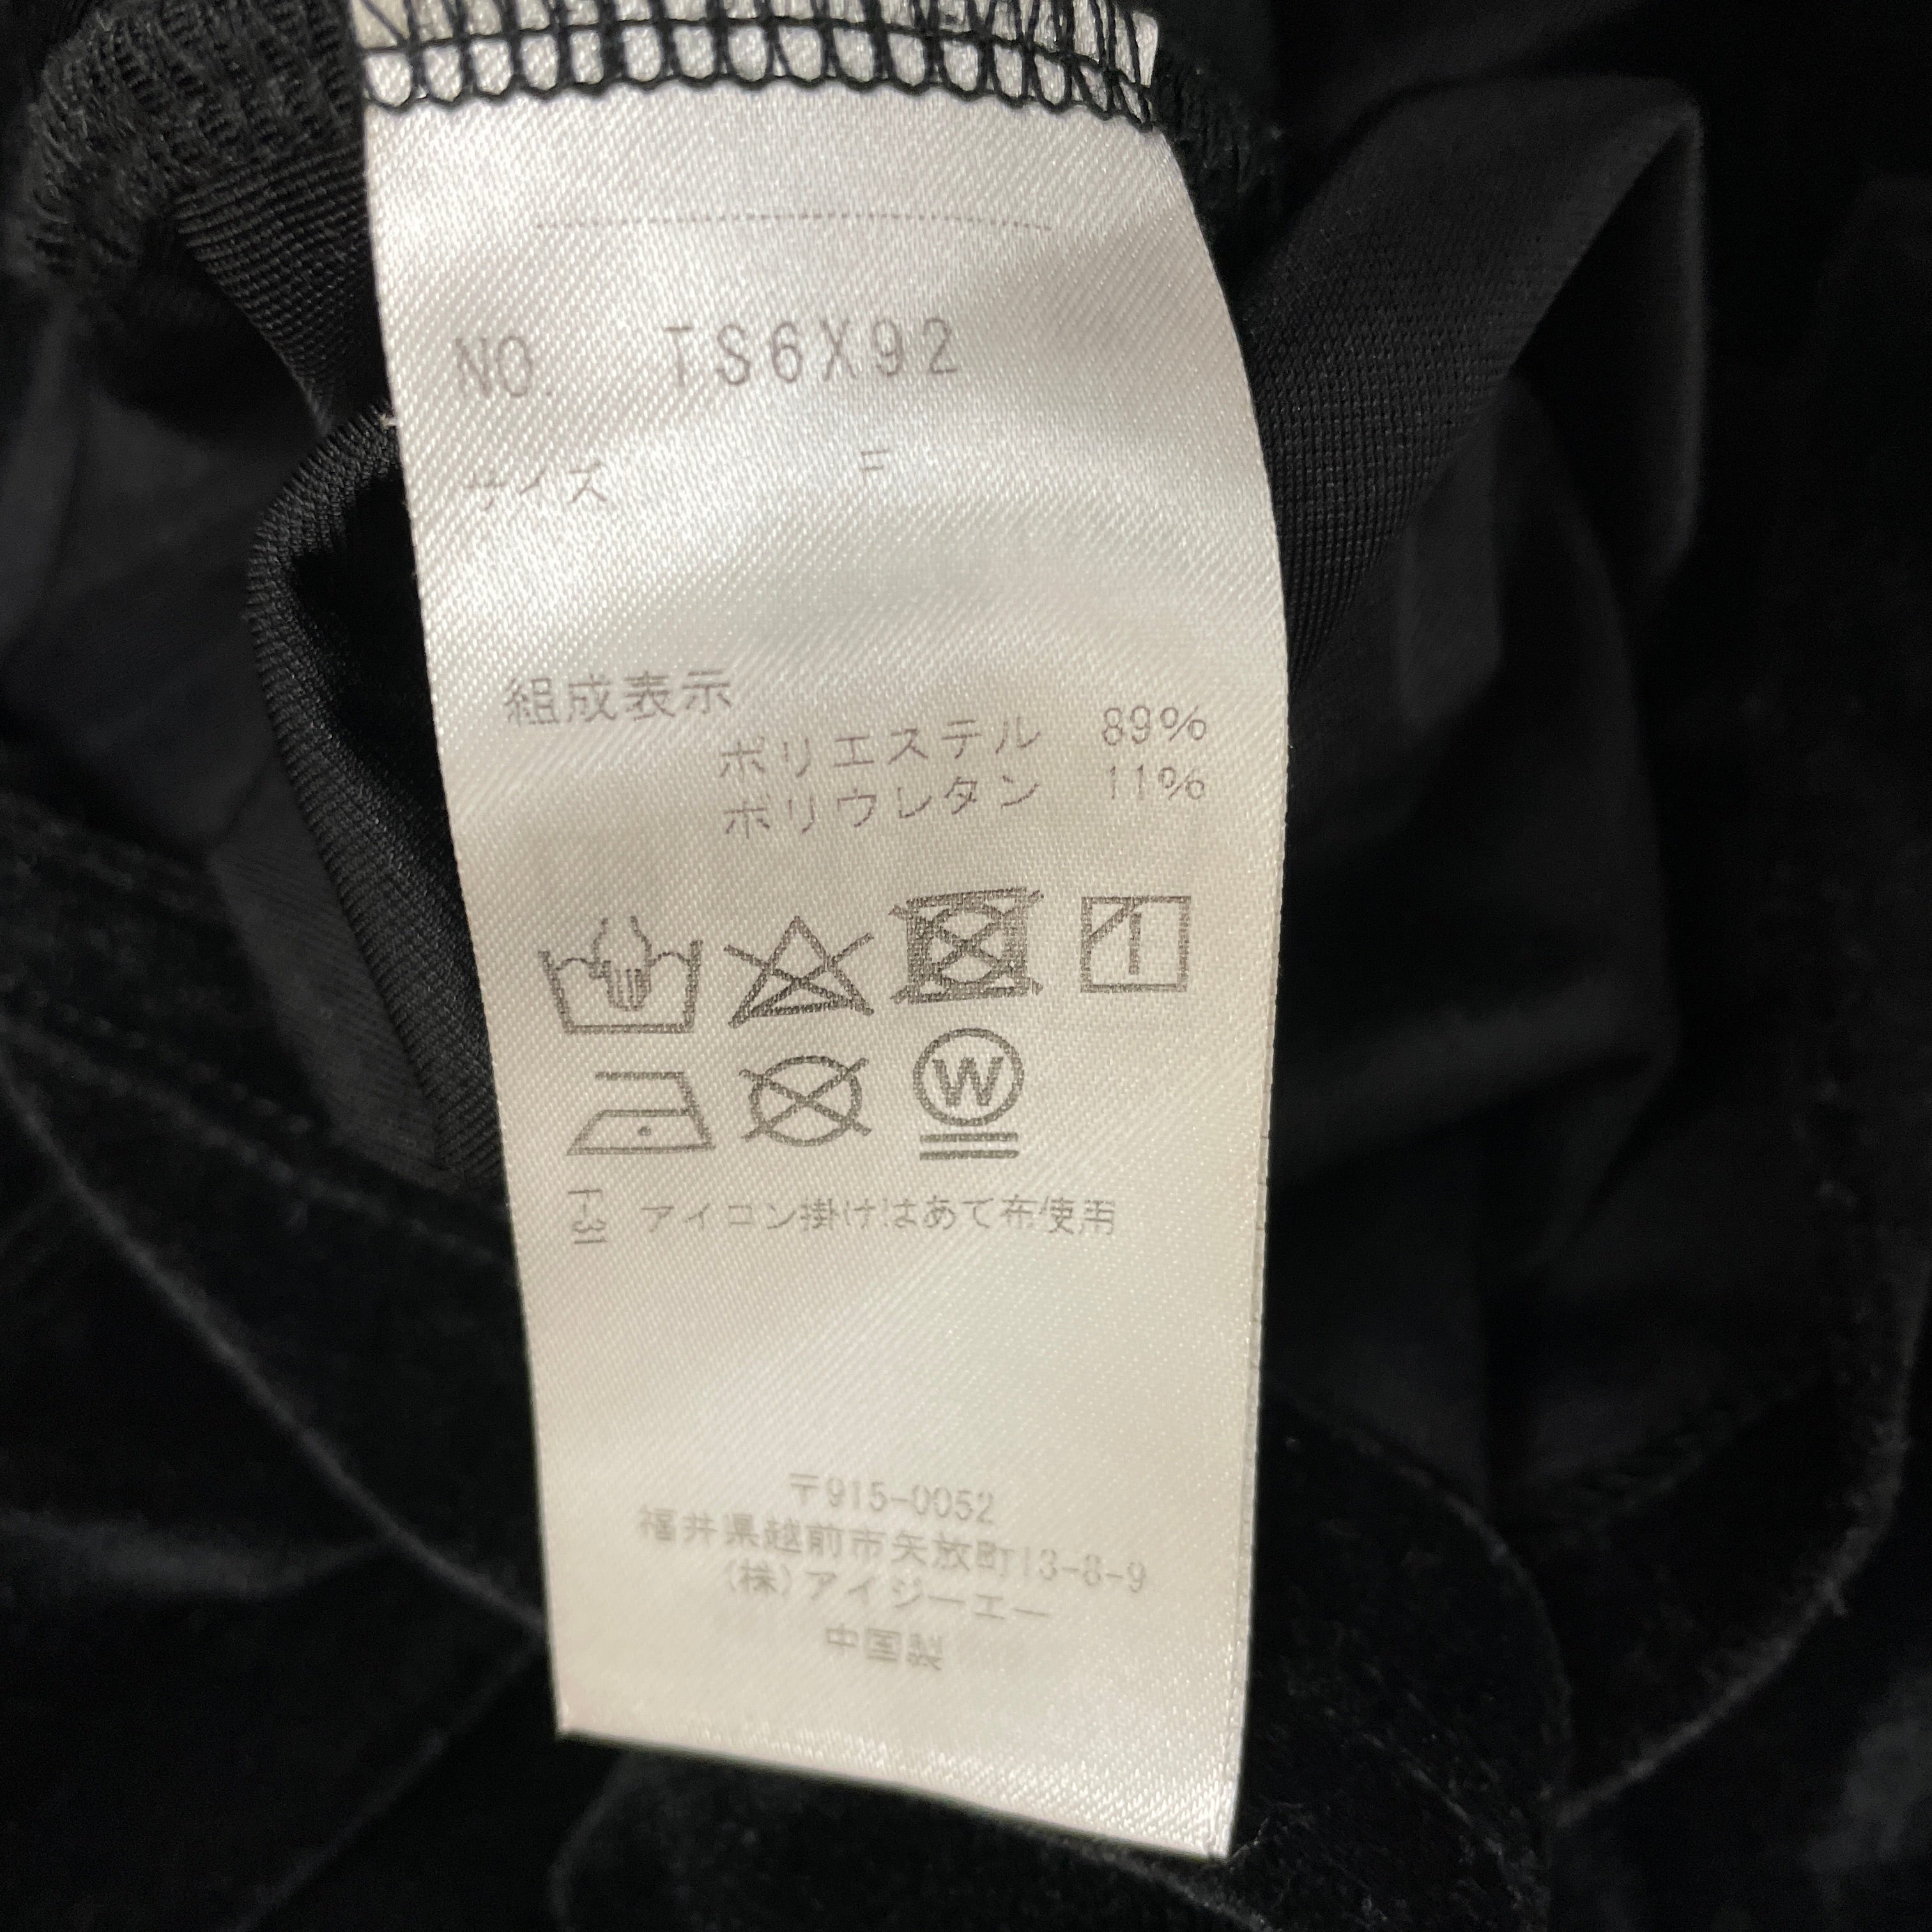 NO. TS6X92
サイズ F
組成表示
ポリエステル 89%
ポリウレタン 11%
W
T-31 アイロン掛けはあて布使用
〒915-0052
福井県越前市矢放町13-8-9
(株)アイジーエー
中国製